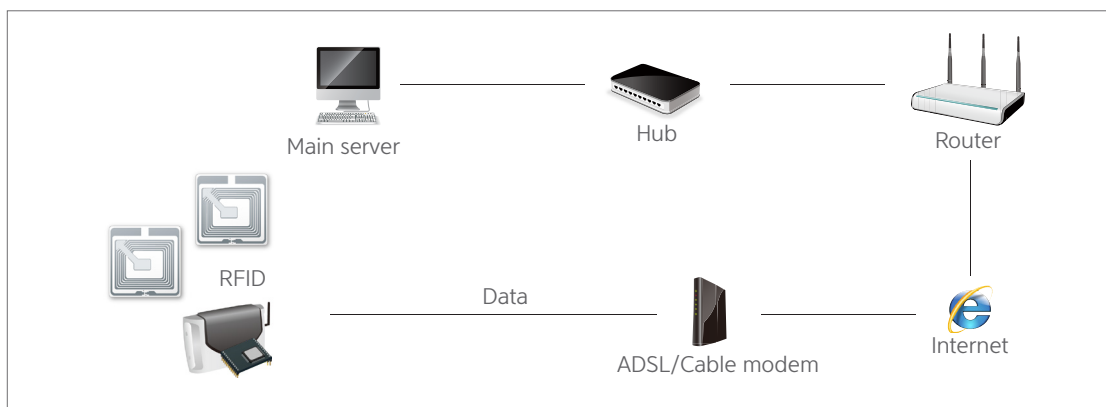 Main server
Hub
Router
RFID
Data
ADSL/Cable modem
Internet